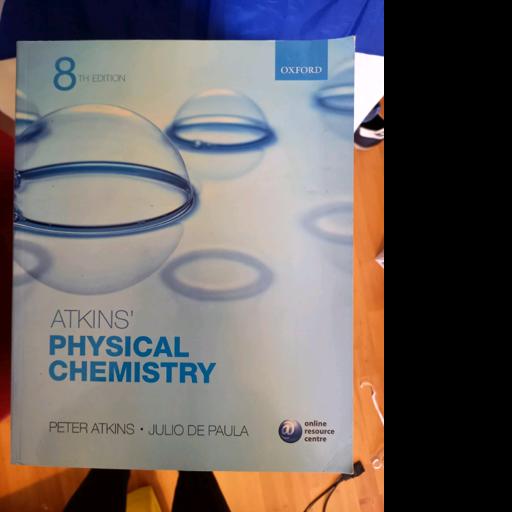 8TH EDITION
OXFORD
ATKINS'
PHYSICAL
CHEMISTRY
PETER ATKINS • JULIO DE PAULA
@ online
resource
centre